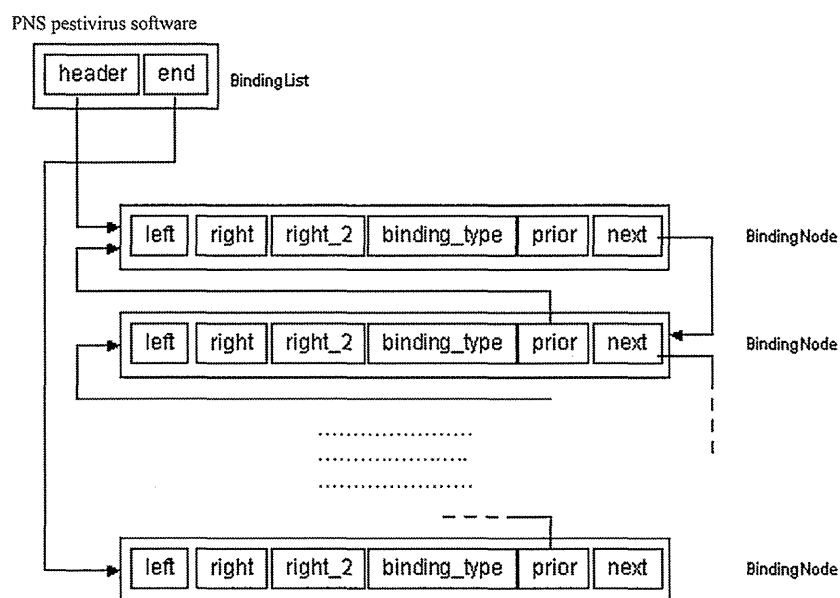 PNS pestivirus software
header end BindingList
left right right_2 binding_type prior next BindingNode
left right right_2 binding_type prior next BindingNode
left right right_2 binding_type prior next BindingNode